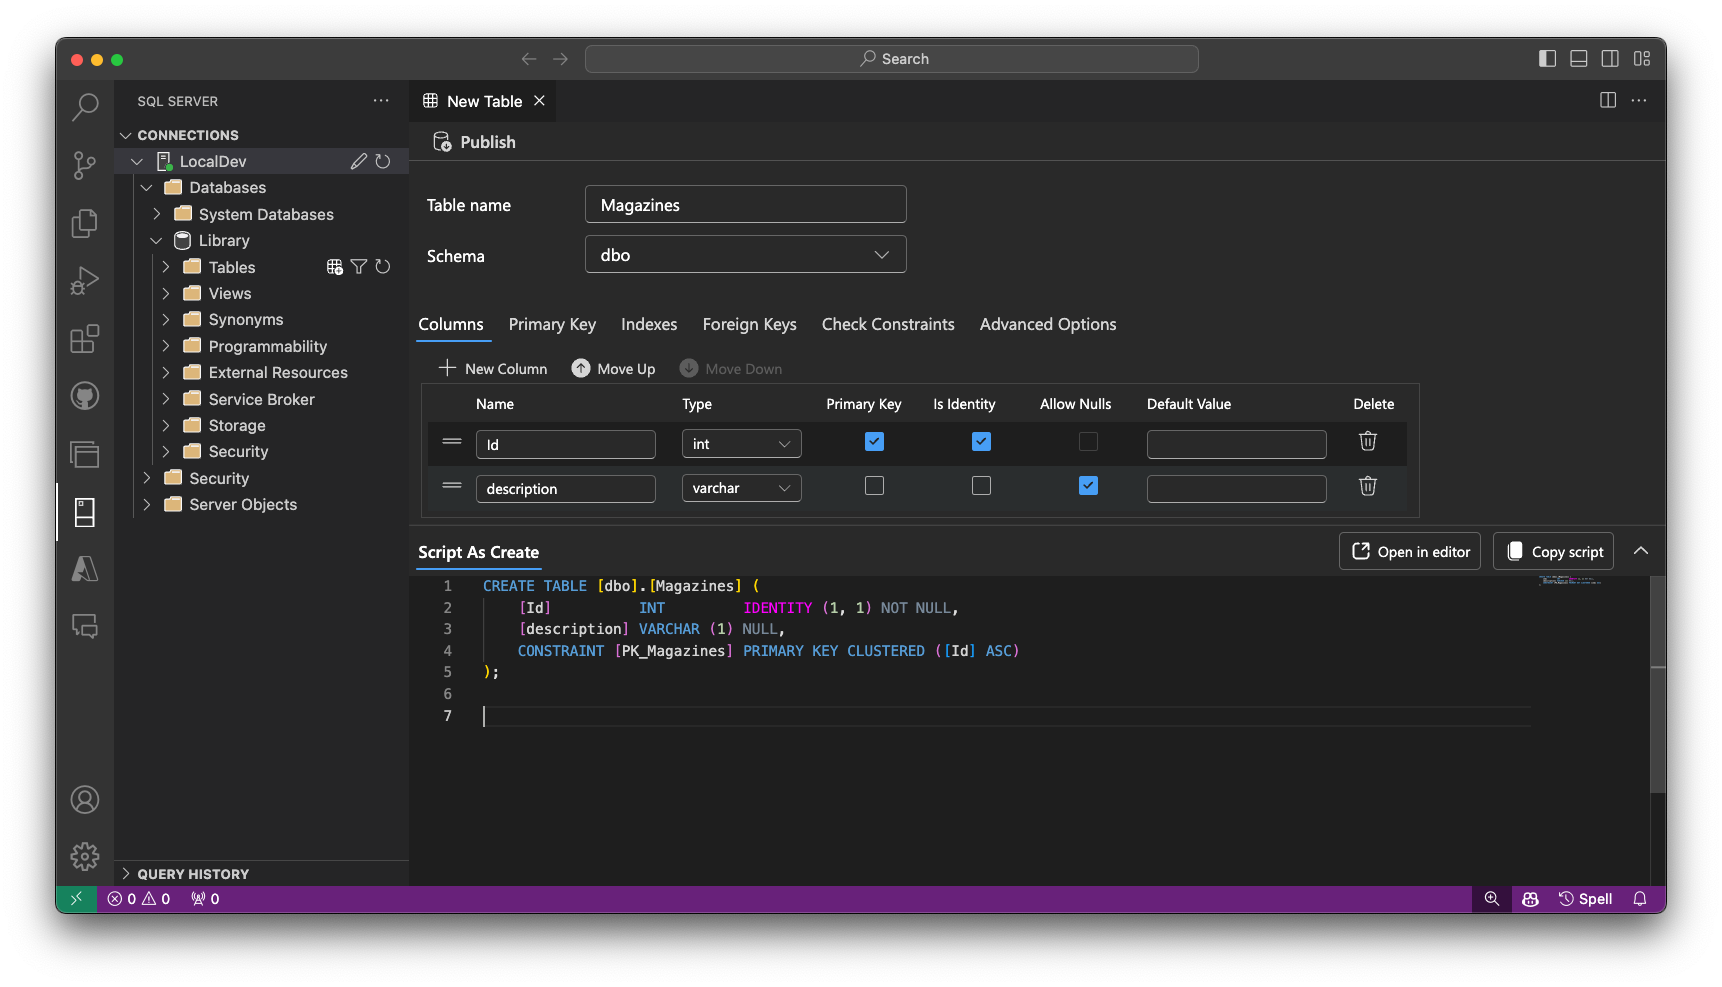 Search
SQL SERVER
CONNECTIONS
LocalDev
Databases
System Databases
Library
Tables
Views
Synonyms
Programmability
External Resources
Service Broker
Storage
Security
Security
Server Objects
QUERY HISTORY
New Table
Publish
Table name Magazines
Schema dbo
Columns Primary Key Indexes Foreign Keys Check Constraints Advanced Options
New Column Move Up Move Down
Name Type Primary Key Is Identity Allow Nulls Default Value Delete
Id int
description varchar
Script As Create Open in editor Copy script
1 CREATE TABLE [dbo].[Magazines] (
2 [Id] INT IDENTITY (1, 1) NOT NULL,
3 [description] VARCHAR (1) NULL,
4 CONSTRAINT [PK_Magazines] PRIMARY KEY CLUSTERED ([Id] ASC)
5 );
6
7
0 0 0 Spell